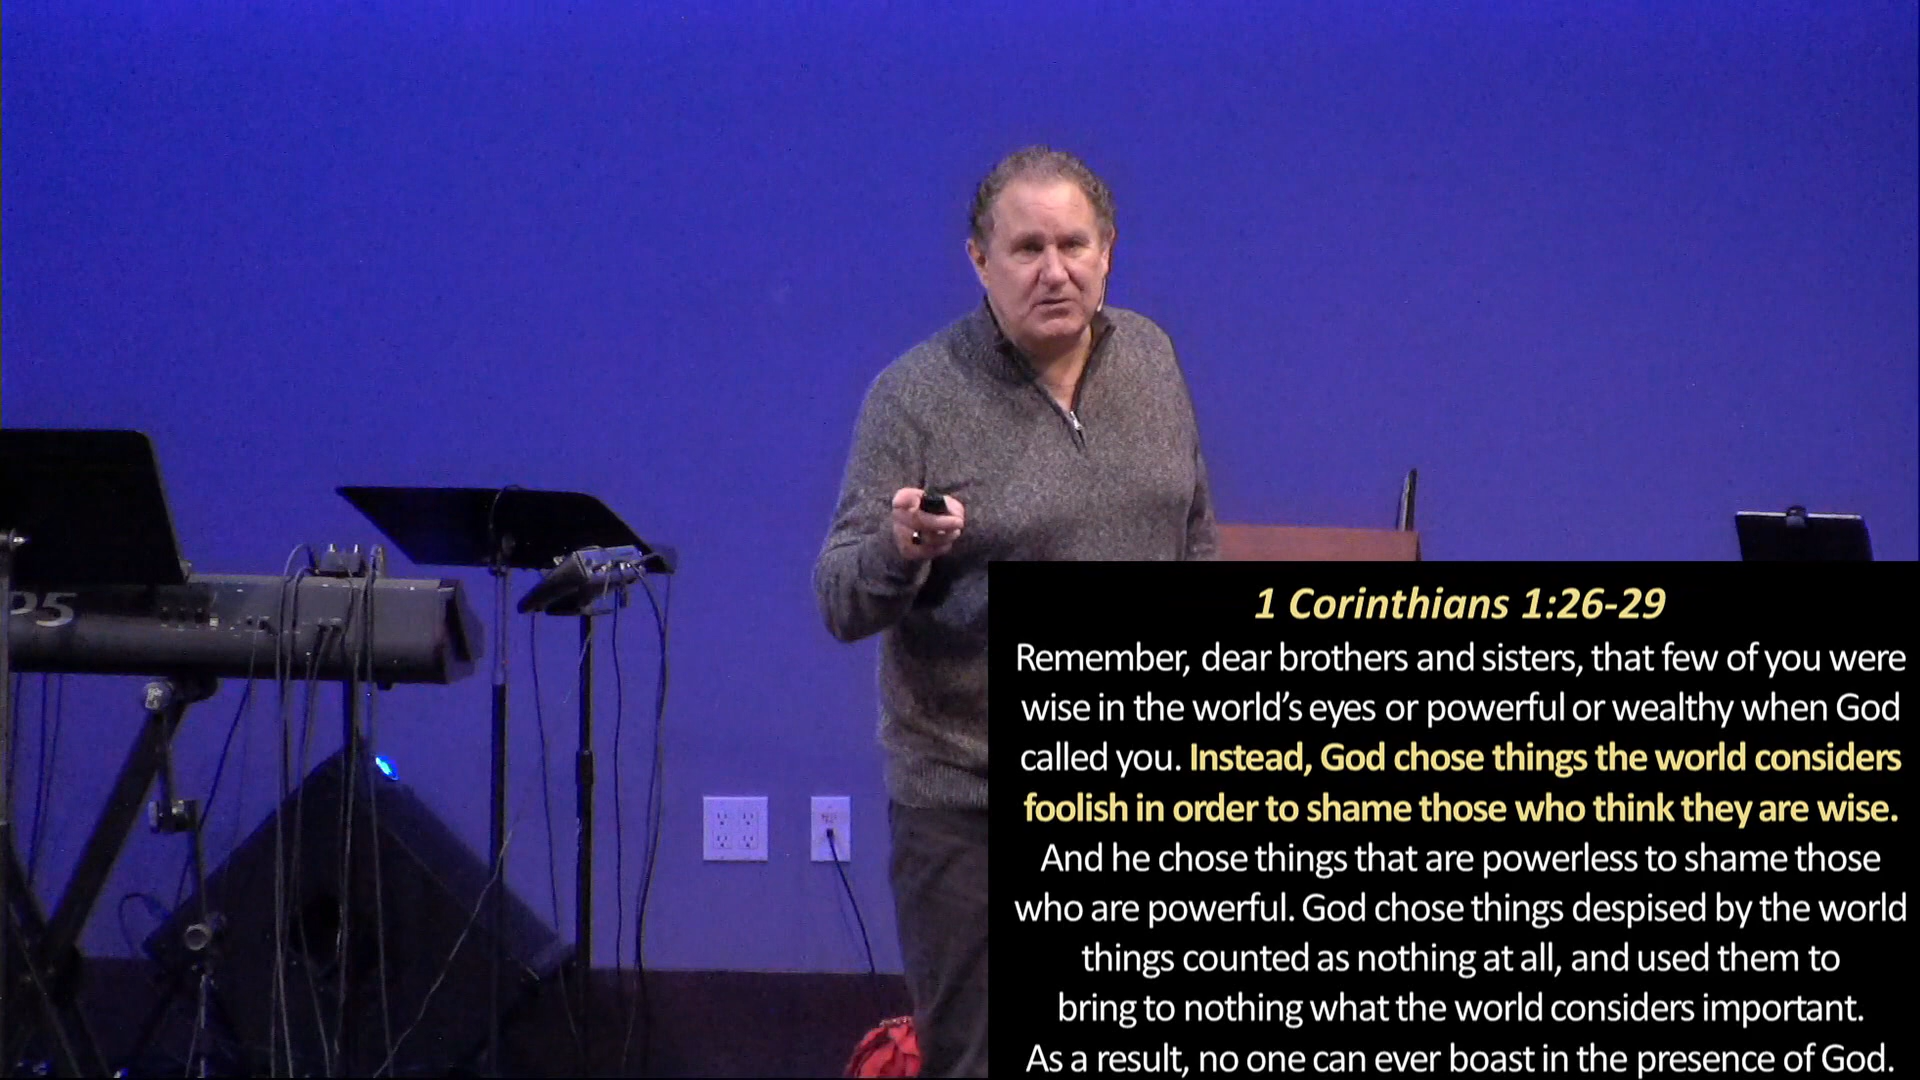 25
1 Corinthians 1:26-29
Remember, dear brothers and sisters, that few of you were
wise in the world’s eyes or powerful or wealthy when God
called you. Instead, God chose things the world considers
foolish in order to shame those who think they are wise.
And he chose things that are powerless to shame those
who are powerful. God chose things despised by the world
things counted as nothing at all, and used them to
bring to nothing what the world considers important.
As a result, no one can ever boast in the presence of God.